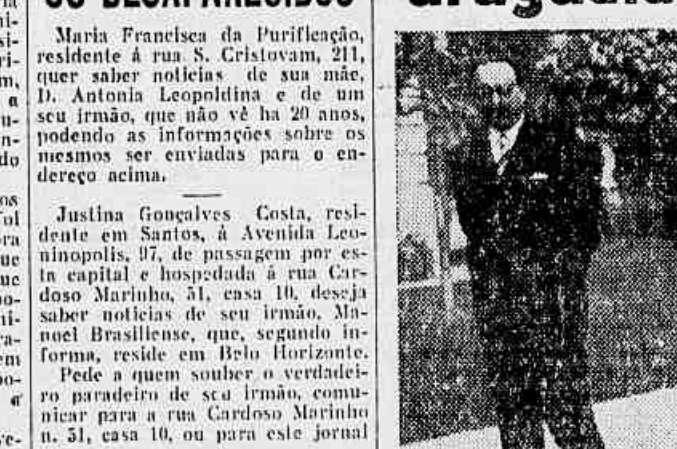 OS DESAPARECIDOS
Maria Francisca da Purificação,
residente á rua S. Cristovam, 211,
quer saber noticias de sua mãe,
D. Antonia Leopoldina e de um
seu irmão, que não vê ha 20 anos,
podendo as informações sobre os
mesmos ser enviadas para o en-
dereço acima.
Justina Gonçalves Costa, resi-
dente em Santos, á Avenida Leo-
ninopolis, 97, de passagem por es-
ta capital e hospedada á rua Car-
doso Marinho, 51, casa 10, deseja
saber noticias de seu irmão, Ma-
noel Brasiliense, que, segundo in-
forma, reside em Belo Horizonte.
Pede a quem souber o verdadei-
ro paradeiro de seu irmão, comu-
nicar para a rua Cardoso Marinho
n. 51, casa 10, ou para este jornal